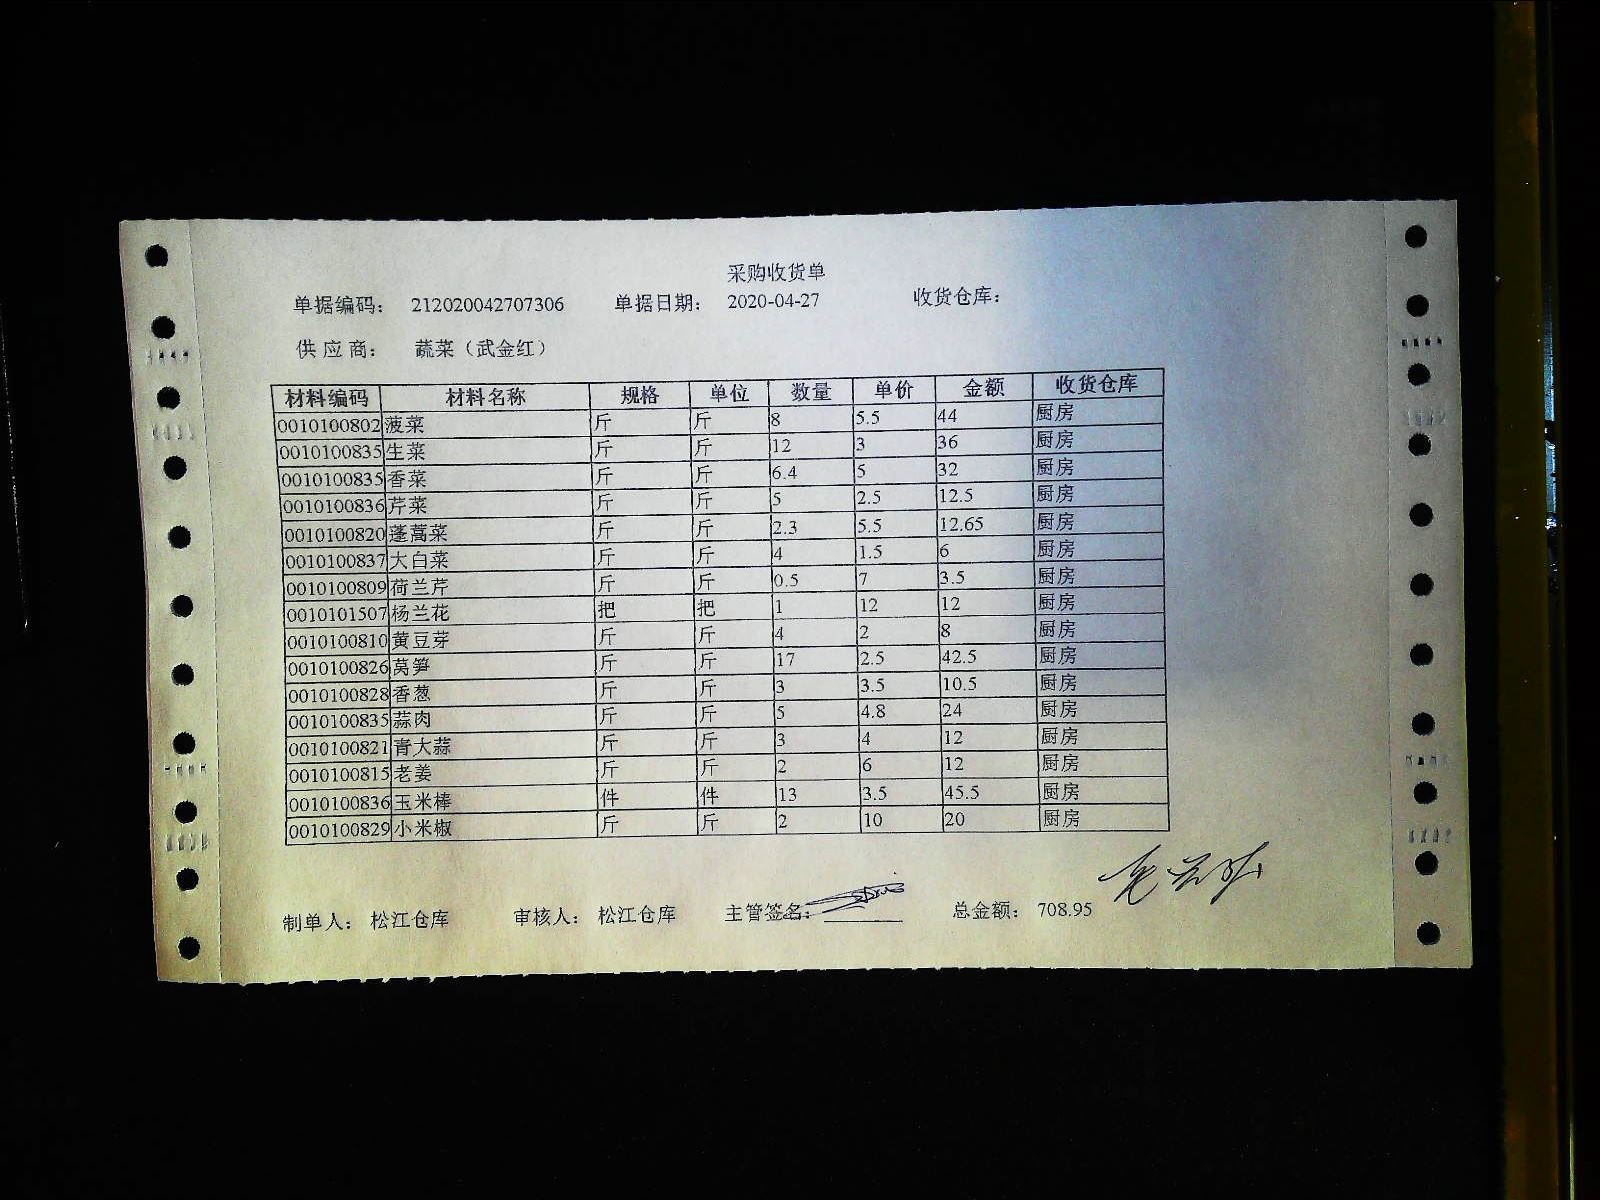 采购收货单
单据编码： 212020042707306 单据日期： 2020-04-27 收货仓库：
供 应 商： 蔬菜（武金红）
材料编码 材料名称 规格 单位 数量 单价 金额 收货仓库
0010100802 菠菜 斤 斤 8 5.5 44 厨房
0010100835 生菜 斤 斤 12 3 36 厨房
0010100835 香菜 斤 斤 6.4 5 32 厨房
0010100836 芹菜 斤 斤 5 2.5 12.5 厨房
0010100820 蓬蒿菜 斤 斤 2.3 5.5 12.65 厨房
0010100837 大白菜 斤 斤 4 1.5 6 厨房
0010100809 荷兰芹 斤 斤 0.5 7 3.5 厨房
0010101507 杨兰花 把 把 1 12 12 厨房
0010100810 黄豆芽 斤 斤 4 2 8 厨房
0010100826 莴笋 斤 斤 17 2.5 42.5 厨房
0010100828 香葱 斤 斤 3 3.5 10.5 厨房
0010100835 蒜肉 斤 斤 5 4.8 24 厨房
0010100821 青大蒜 斤 斤 3 4 12 厨房
0010100815 老姜 斤 斤 2 6 12 厨房
0010100836 玉米棒 件 件 13 3.5 45.5 厨房
0010100829 小米椒 斤 斤 2 10 20 厨房
制单人： 松江仓库 审核人： 松江仓库 主管签名： 总金额： 708.95